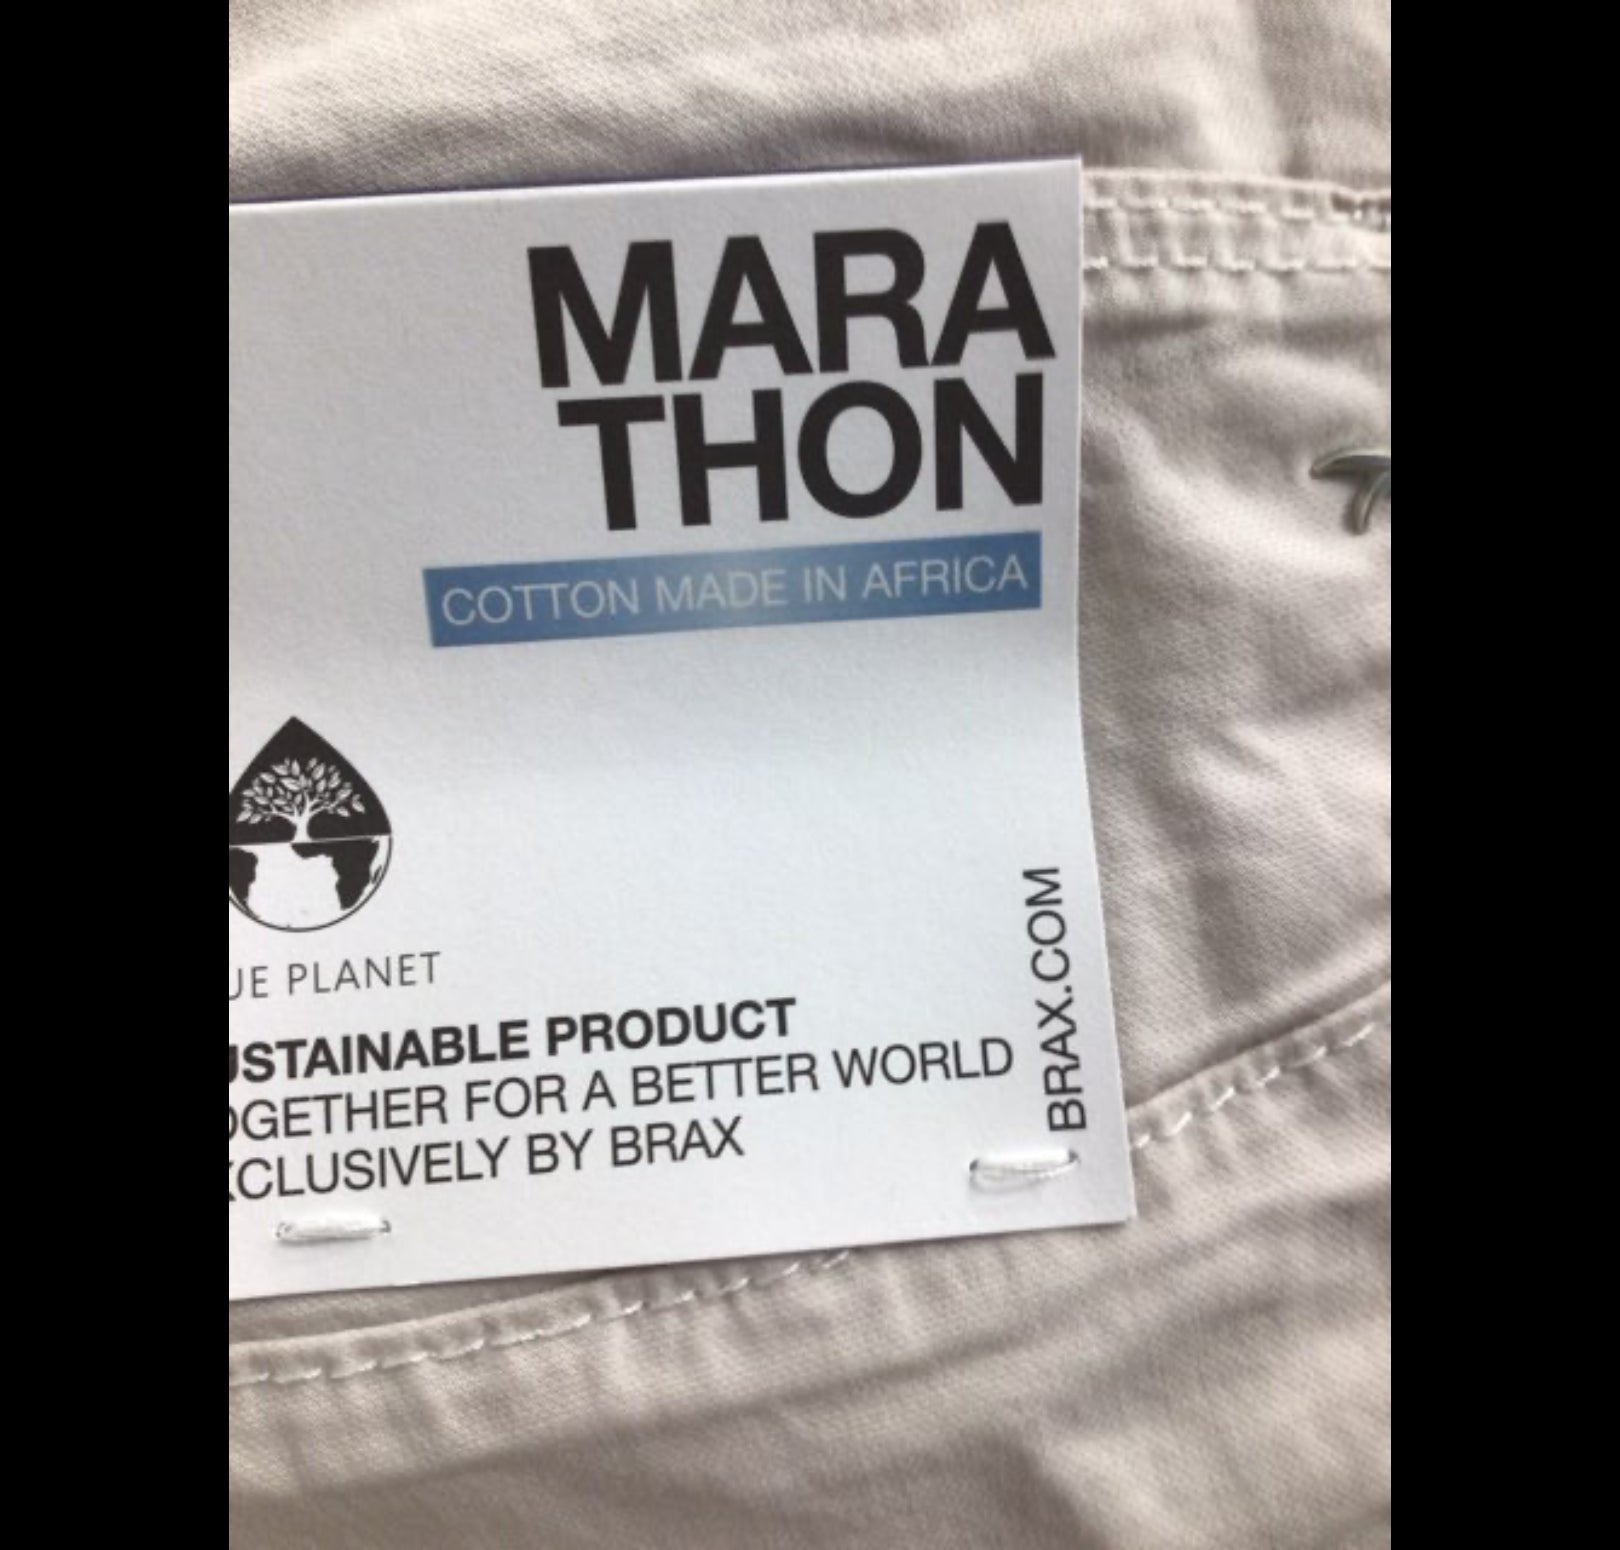 MARA
THON
COTTON MADE IN AFRICA
UE PLANET
USTAINABLE PRODUCT
OGETHER FOR A BETTER WORLD
XCLUSIVELY BY BRAX
BRAX.COM